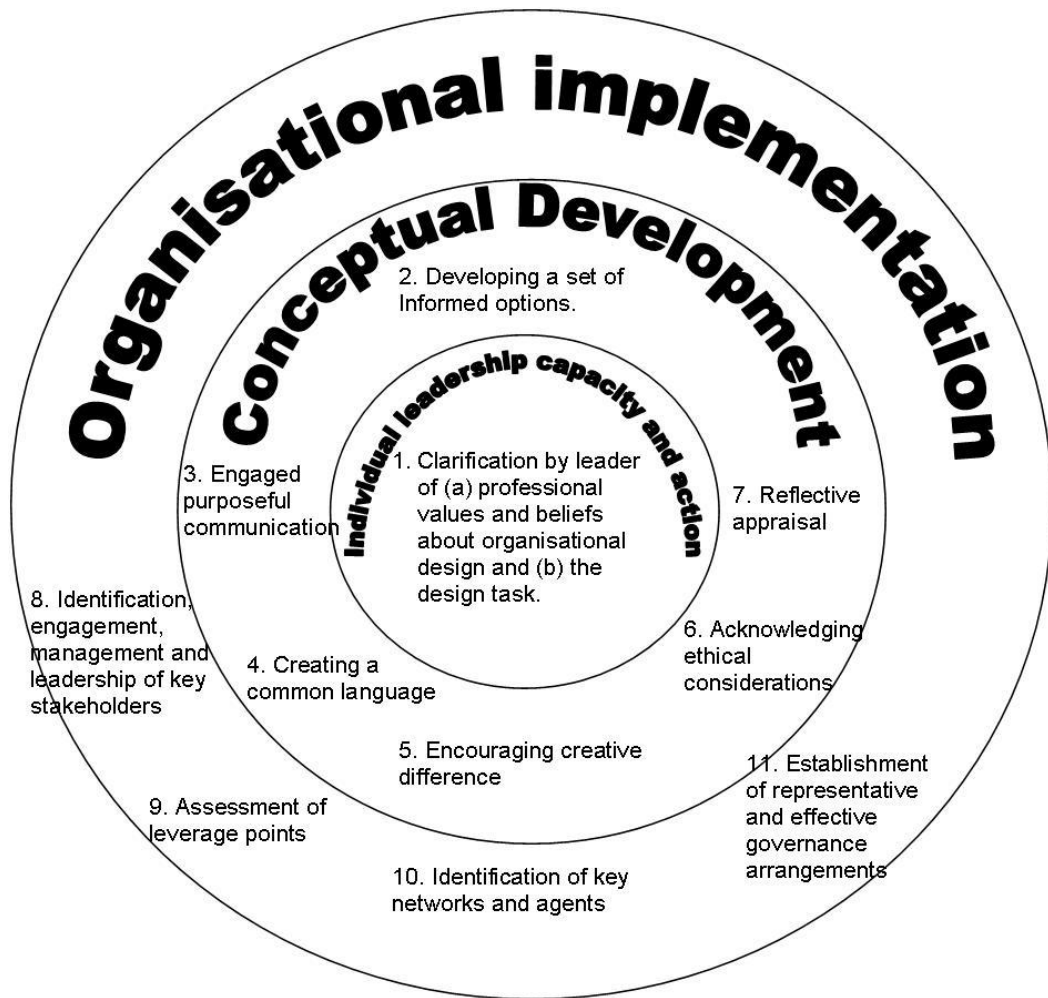 Organisational implementation
Conceptual Development
2. Developing a set of
Informed options.
Individual leadership capacity and action
1. Clarification by leader
of (a) professional
values and beliefs
about organisational
design and (b) the
design task.
3. Engaged
purposeful
communication
7. Reflective
appraisal
8. Identification,
engagement,
management and
leadership of key
stakeholders
4. Creating a
common language
6. Acknowledging
ethical
considerations
5. Encouraging creative
difference
9. Assessment of
leverage points
11. Establishment
of representative
and effective
governance
arrangements
10. Identification of key
networks and agents